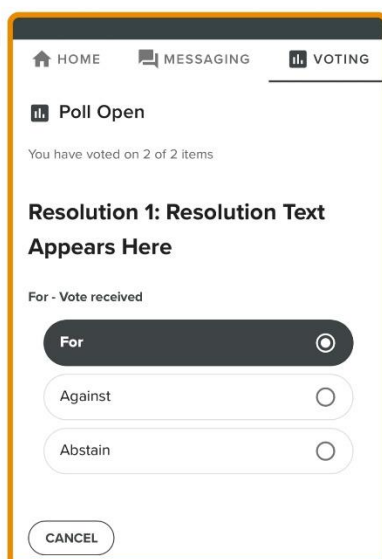 HOME MESSAGING VOTING
Poll Open
You have voted on 2 of 2 items
Resolution 1: Resolution Text
Appears Here
For - Vote received
For
Against
Abstain
CANCEL